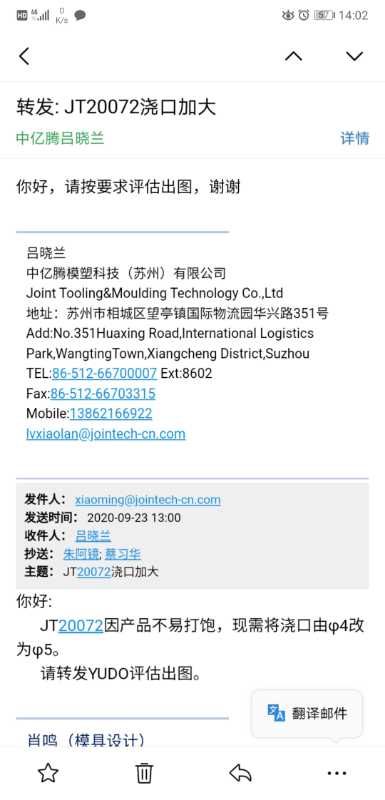 HD 46 0 K/s 57 14:02
转发: JT20072浇口加大
中亿腾吕晓兰 详情
你好，请按要求评估出图，谢谢
吕晓兰
中亿腾模塑科技（苏州）有限公司
Joint Tooling&Moulding Technology Co.,Ltd
地址：苏州市相城区望亭镇国际物流园华兴路351号
Add:No.351Huaxing Road,International Logistics
Park,WangtingTown,Xiangcheng District,Suzhou
TEL:86-512-66700007 Ext:8602
Fax:86-512-66703315
Mobile:13862166922
lvxiaolan@jointech-cn.com
发件人： xiaoming@jointech-cn.com
发送时间： 2020-09-23 13:00
收件人： 吕晓兰
抄送： 朱阿镜; 蔡习华
主题： JT20072浇口加大
你好:
JT20072因产品不易打饱，现需将浇口由φ4改
为φ5。
请转发YUDO评估出图。
翻译邮件
肖鸣（模具设计）